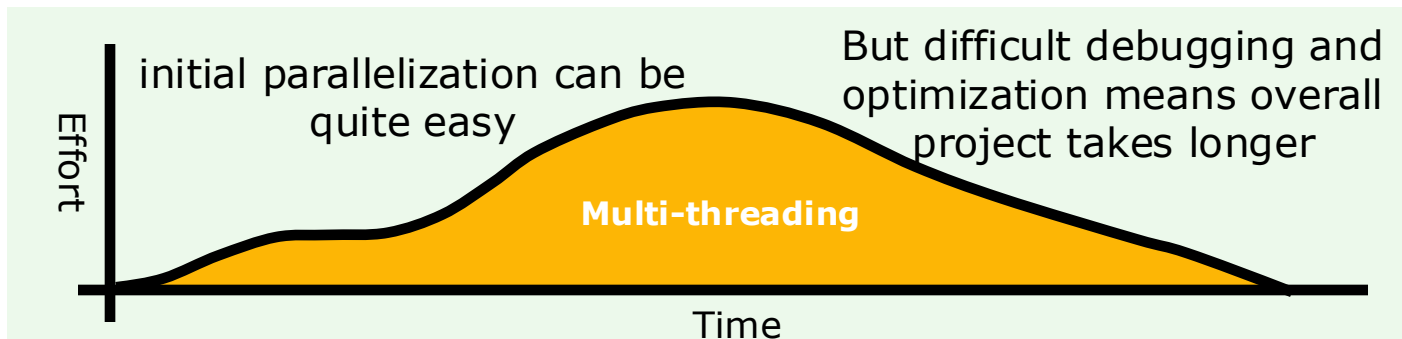 initial parallelization can be
quite easy
But difficult debugging and
optimization means overall
project takes longer
Effort
Multi-threading
Time